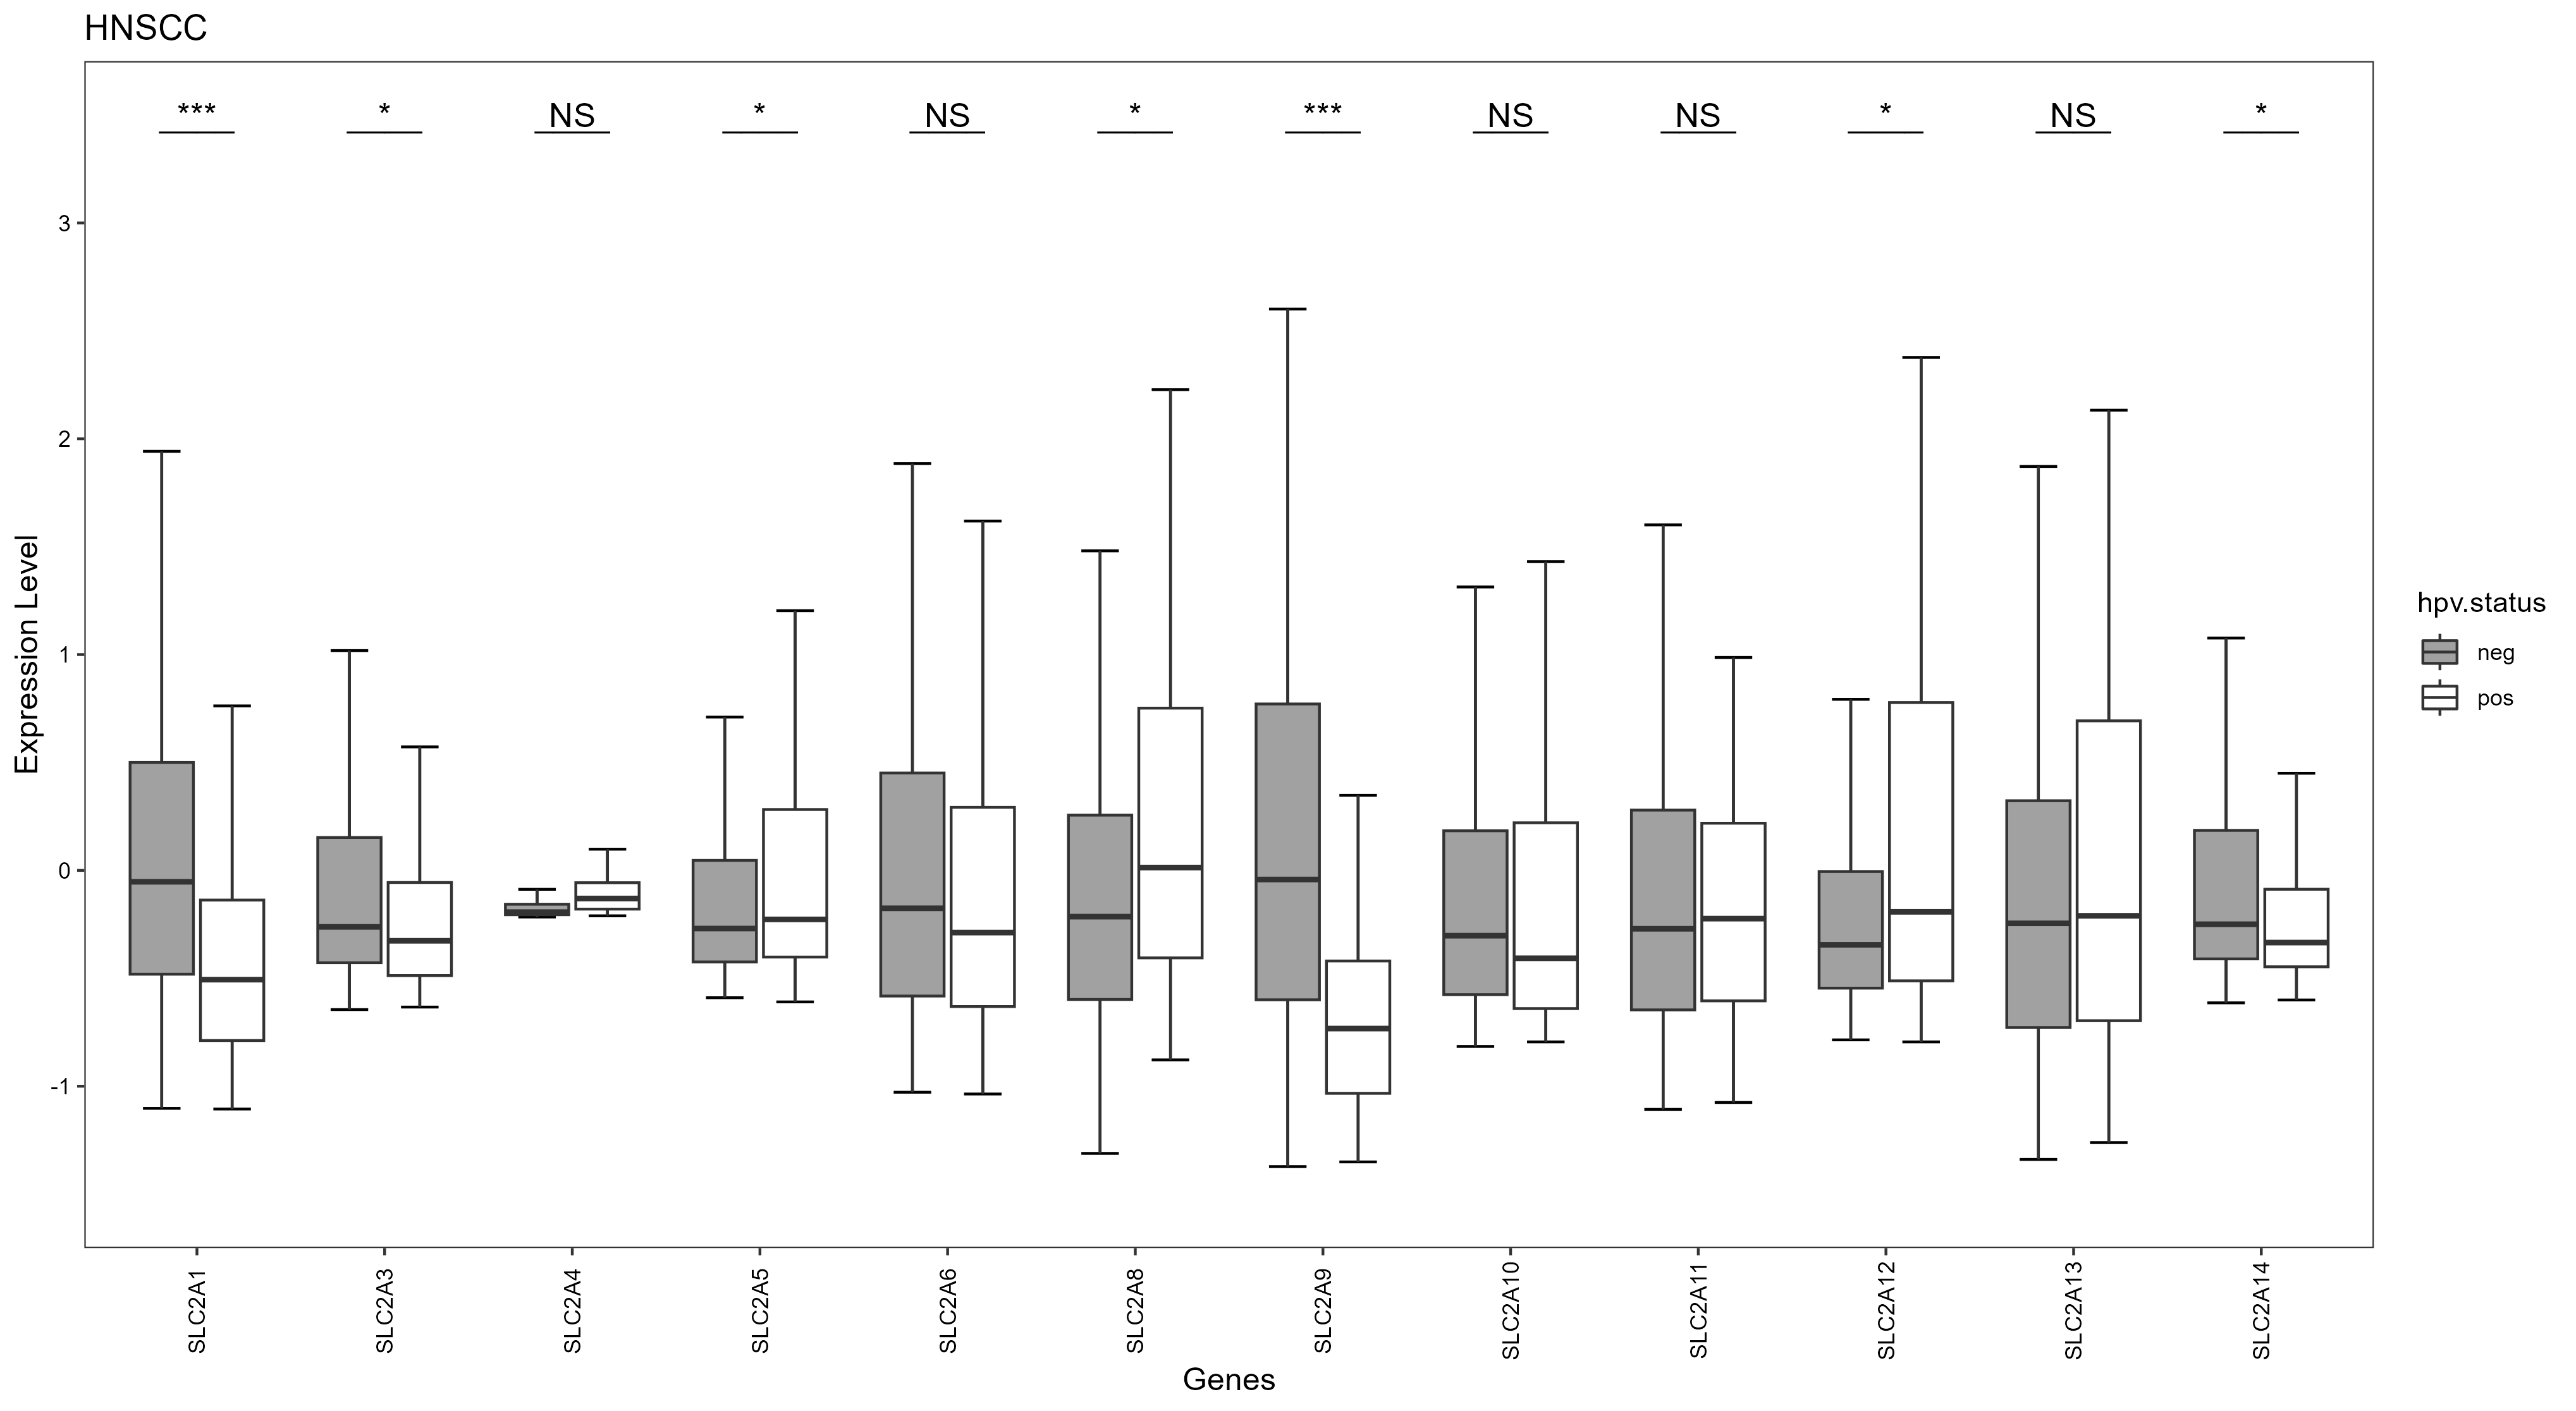 HNSCC
*** * NS * NS * *** NS NS * NS *
3
2
1
0
-1
Expression Level
SLC2A1 SLC2A3 SLC2A4 SLC2A5 SLC2A6 SLC2A8 SLC2A9 SLC2A10 SLC2A11 SLC2A12 SLC2A13 SLC2A14
Genes
hpv.status
neg
pos